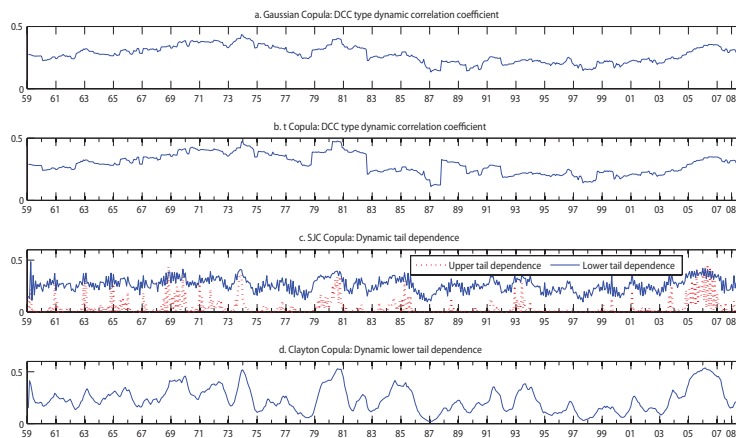 a. Gaussian Copula: DCC type dynamic correlation coefficient
0.5
0
59 61 63 65 67 69 71 73 75 77 79 81 83 85 87 89 91 93 95 97 99 01 03 05 07 08
b. t Copula: DCC type dynamic correlation coefficient
0.5
0
59 61 63 65 67 69 71 73 75 77 79 81 83 85 87 89 91 93 95 97 99 01 03 05 07 08
c. SJC Copula: Dynamic tail dependence
0.5
Upper tail dependence Lower tail dependence
0
59 61 63 65 67 69 71 73 75 77 79 81 83 85 87 89 91 93 95 97 99 01 03 05 07 08
d. Clayton Copula: Dynamic lower tail dependence
0.5
0
59 61 63 65 67 69 71 73 75 77 79 81 83 85 87 89 91 93 95 97 99 01 03 05 07 08